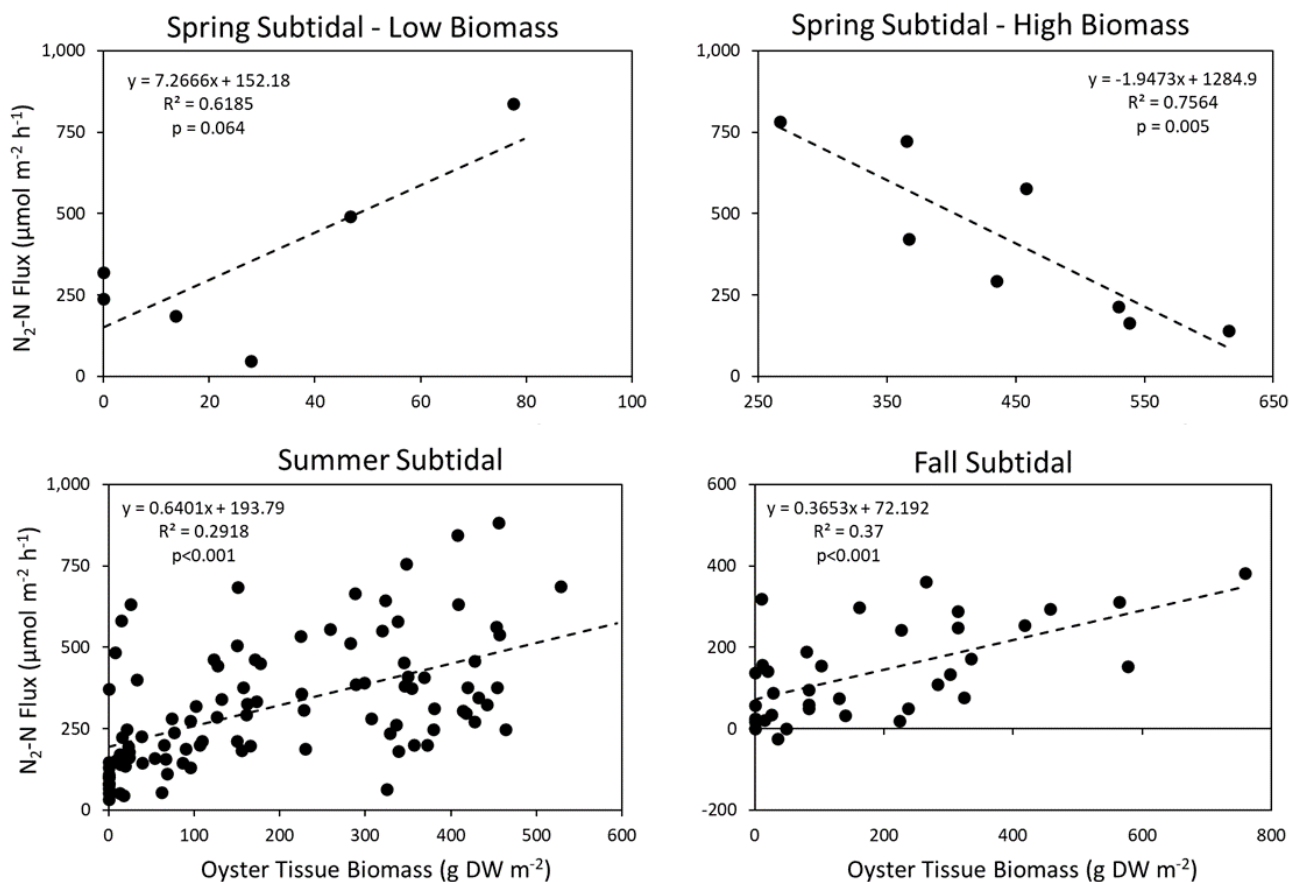 Spring Subtidal - Low Biomass
1,000
750
500
250
0
y = 7.2666x + 152.18
R² = 0.6185
p = 0.064
0 20 40 60 80 100
N₂-N Flux (µmol m⁻² h⁻¹)
Spring Subtidal - High Biomass
1,000
750
500
250
0
y = -1.9473x + 1284.9
R² = 0.7564
p = 0.005
250 350 450 550 650
Summer Subtidal
1,000
750
500
250
0
y = 0.6401x + 193.79
R² = 0.2918
p<0.001
0 100 200 300 400 500 600
N₂-N Flux (µmol m⁻² h⁻¹)
Oyster Tissue Biomass (g DW m⁻²)
Fall Subtidal
600
400
200
0
-200
y = 0.3653x + 72.192
R² = 0.37
p<0.001
0 200 400 600 800
Oyster Tissue Biomass (g DW m⁻²)